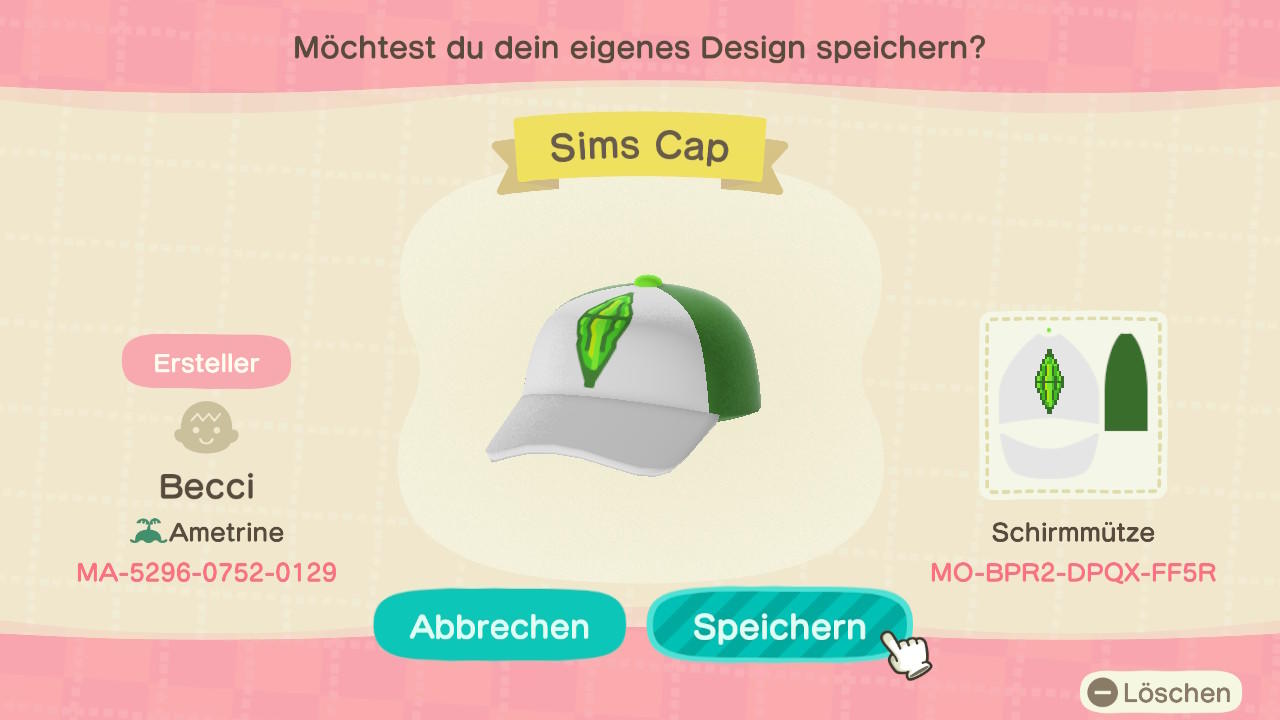 Möchtest du dein eigenes Design speichern?
Sims Cap
Ersteller
Becci
Ametrine
MA-5296-0752-0129
Schirmmütze
MO-BPR2-DPQX-FF5R
Abbrechen
Speichern
Löschen